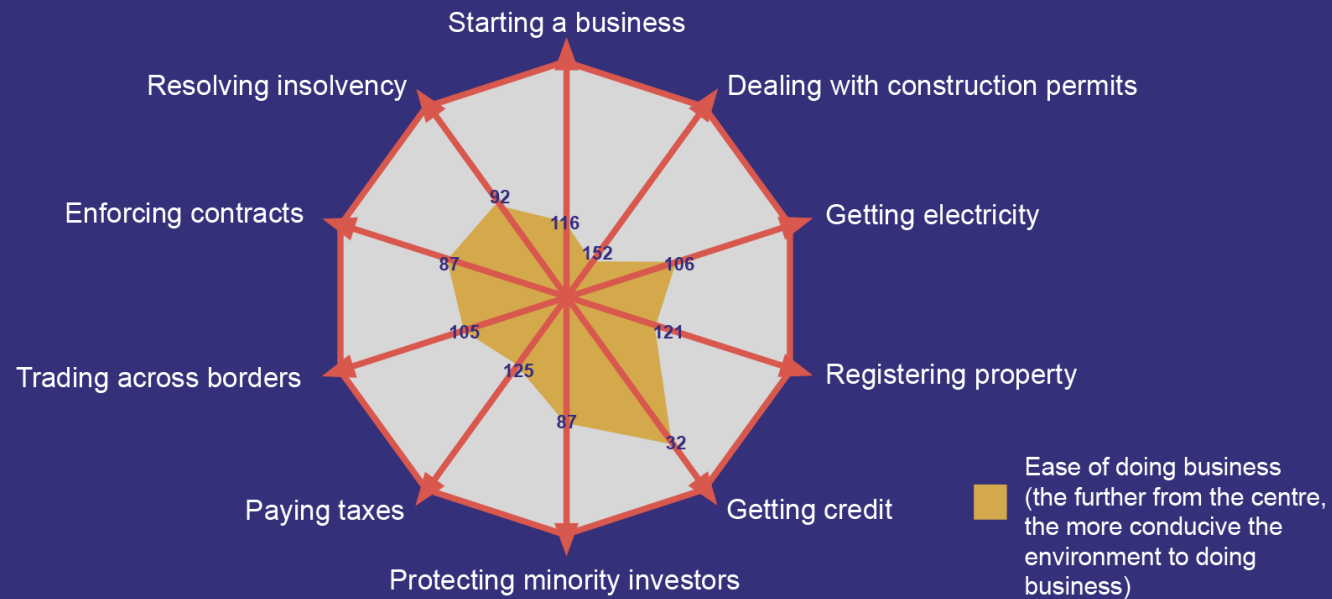 Starting a business
Resolving insolvency
Dealing with construction permits
Enforcing contracts
Getting electricity
92
116
152
87
106
105
121
Trading across borders
Registering property
125
87
32
Paying taxes
Getting credit
Protecting minority investors
Ease of doing business
(the further from the centre,
the more conducive the
environment to doing
business)